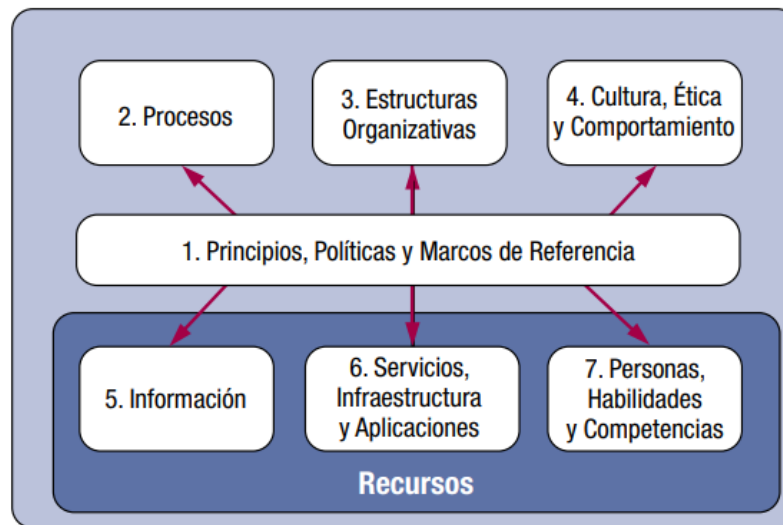 2. Procesos
3. Estructuras
Organizativas
4. Cultura, Ética
y Comportamiento
1. Principios, Políticas y Marcos de Referencia
5. Información
6. Servicios,
Infraestructura
y Aplicaciones
7. Personas,
Habilidades
y Competencias
Recursos